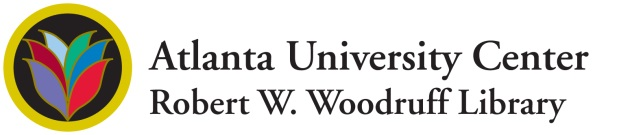 Atlanta University Center
Robert W. Woodruff Library